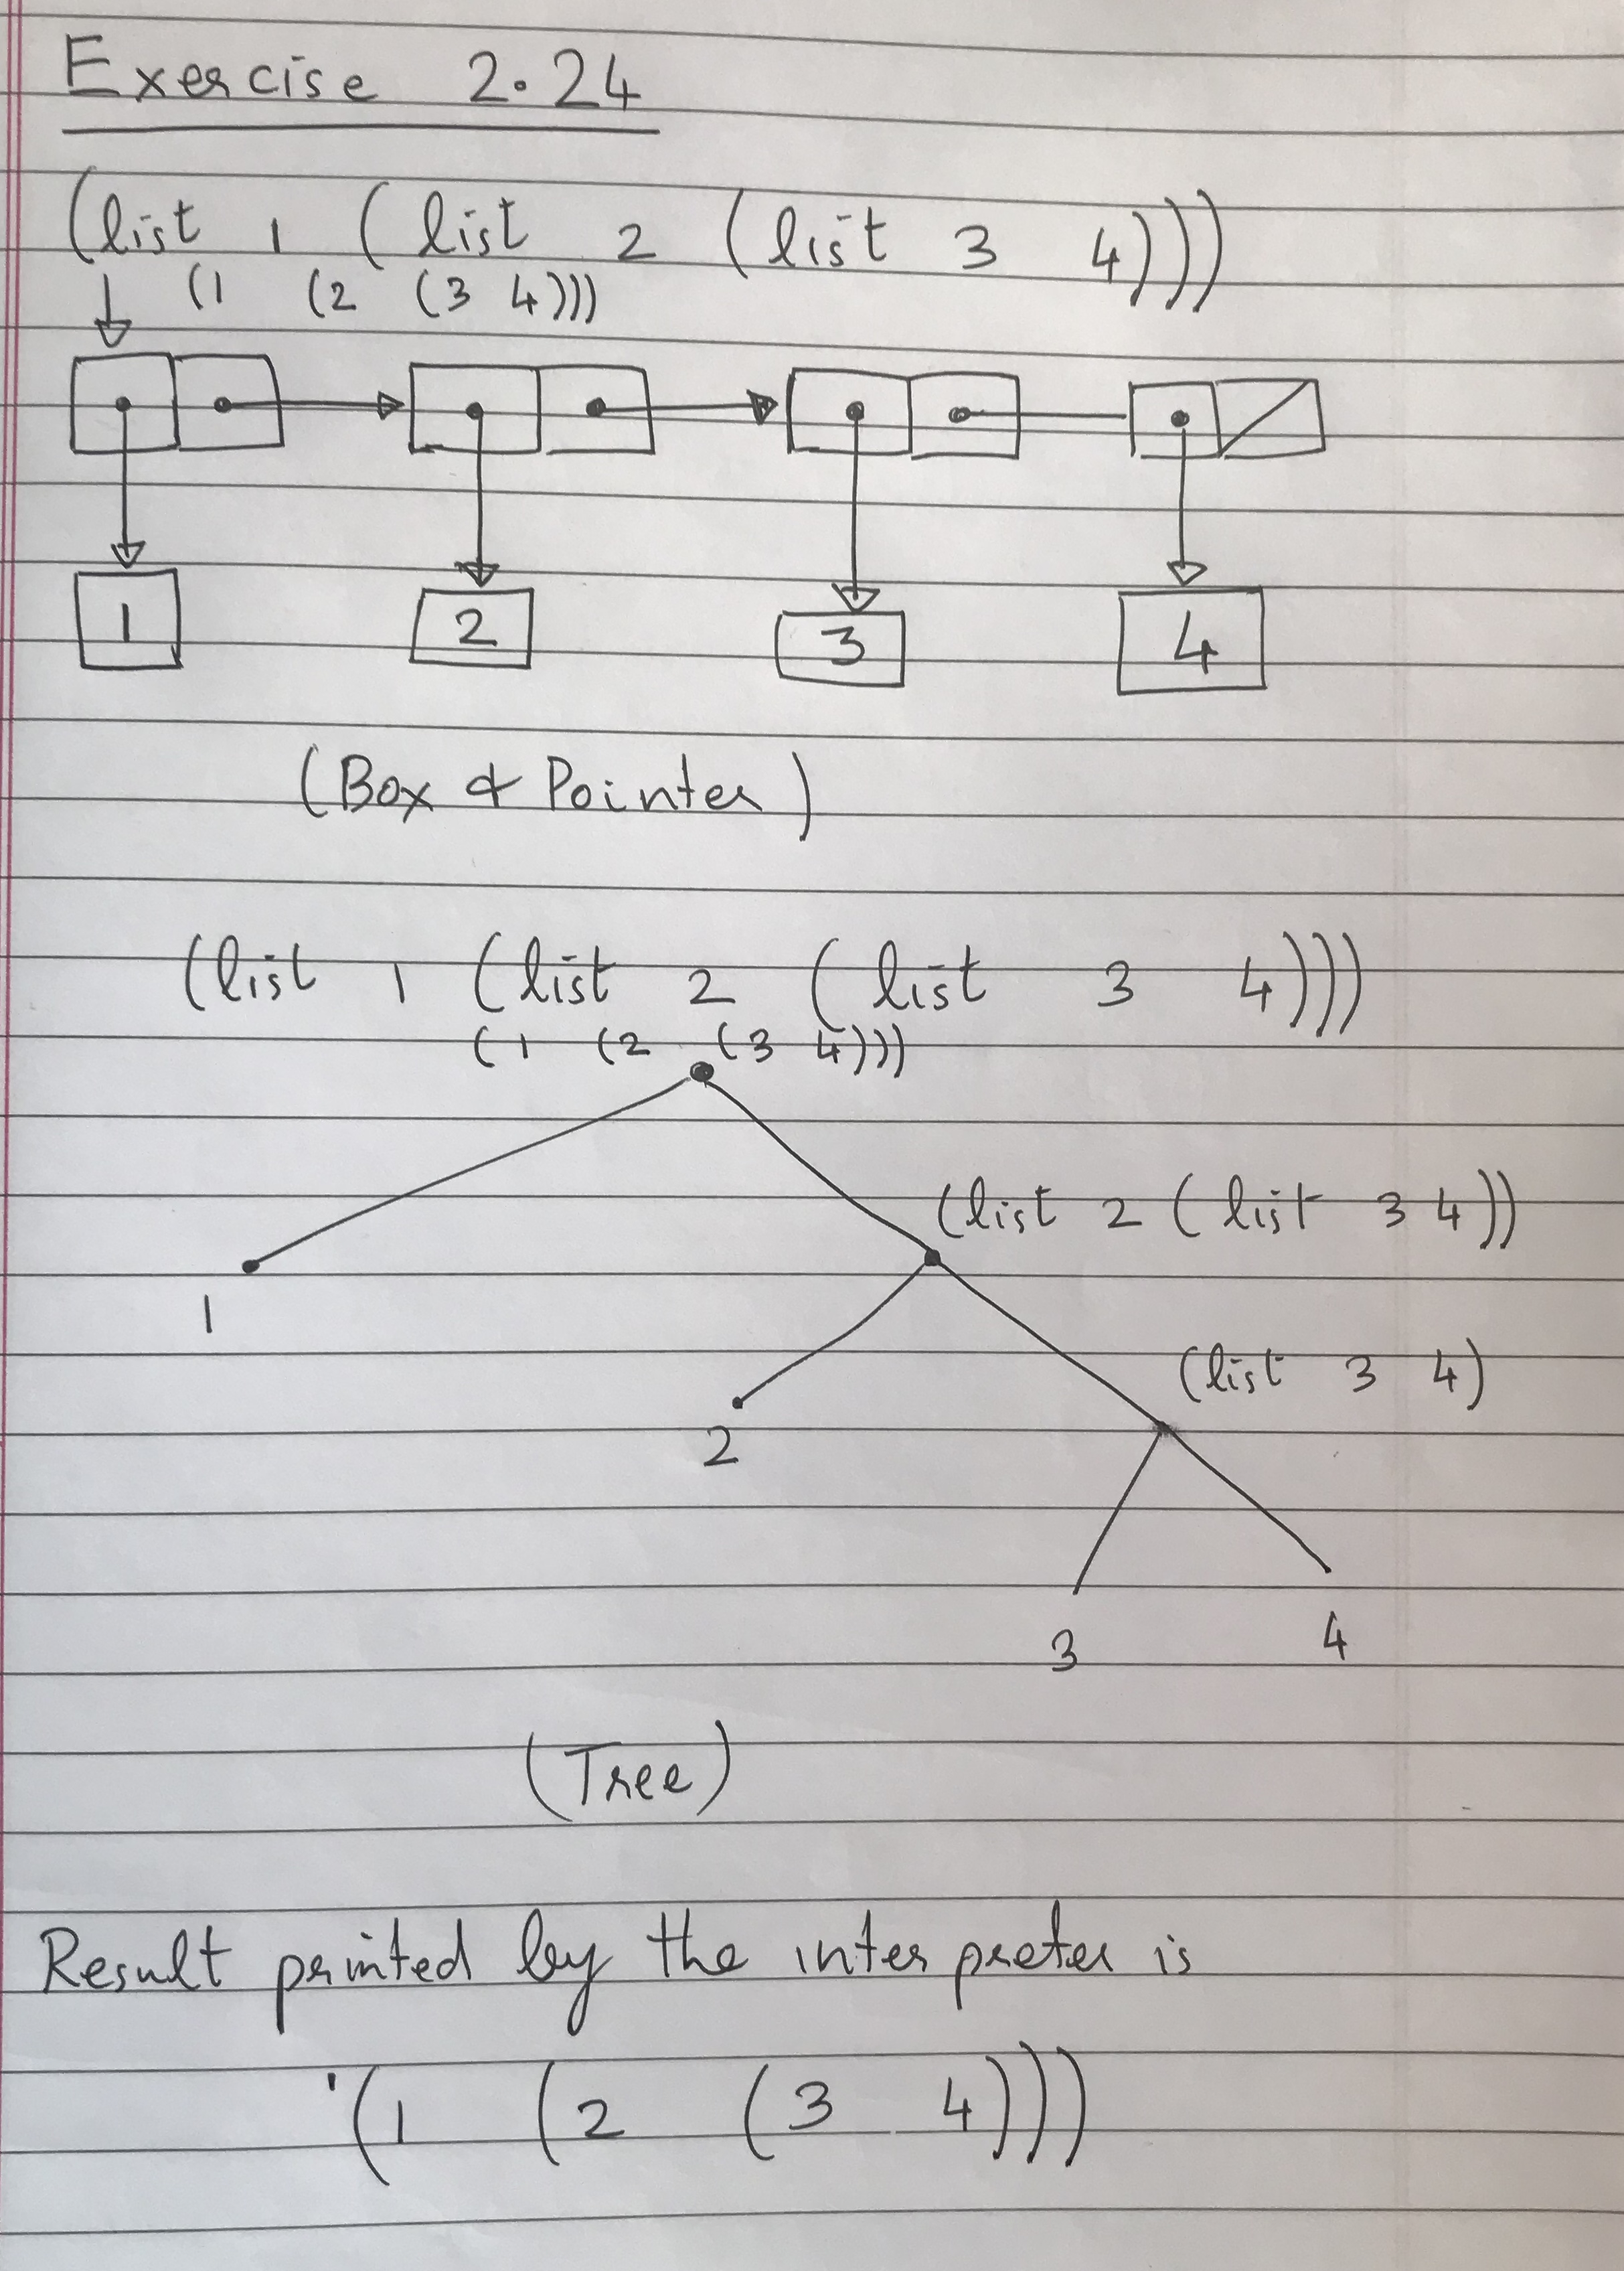 Exercise 2.24
(list 1 (list 2 (list 3 4)))
(1 (2 (3 4)))
1 2 3 4
(Box & Pointer)
(list 1 (list 2 (list 3 4)))
(1 (2 (3 4)))
(list 2 (list 3 4))
1
(list 3 4)
2
3 4
(Tree)
Result printed by the interpreter is
'(1 (2 (3 4)))